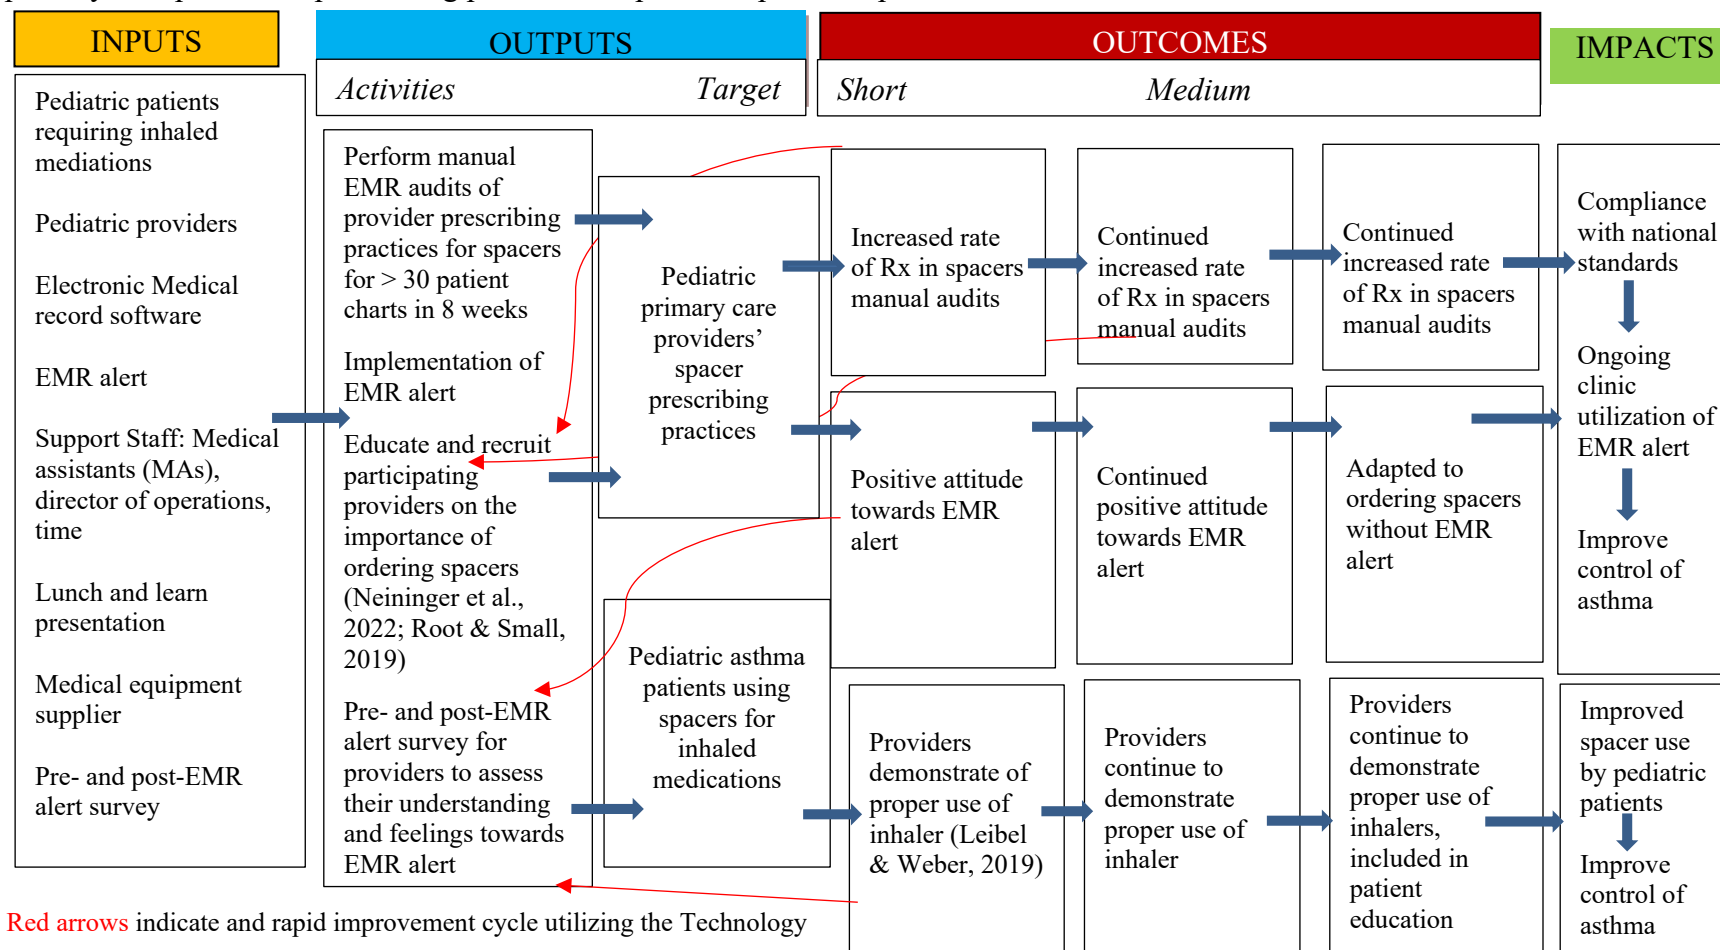 INPUTS
OUTPUTS
OUTCOMES
IMPACTS
Activities
Target
Short
Medium
Pediatric patients
requiring inhaled
mediations
Pediatric providers
Electronic Medical
record software
EMR alert
Support Staff: Medical
assistants (MAs),
director of operations,
time
Lunch and learn
presentation
Medical equipment
supplier
Pre- and post-EMR
alert survey
Perform manual
EMR audits of
provider prescribing
practices for spacers
for > 30 patient
charts in 8 weeks
Implementation of
EMR alert
Educate and recruit
participating
providers on the
importance of
ordering spacers
(Neininger et al.,
2022; Root & Small,
2019)
Pre- and post-EMR
alert survey for
providers to assess
their understanding
and feelings towards
EMR alert
Pediatric
primary care
providers’
spacer
prescribing
practices
Pediatric asthma
patients using
spacers for
inhaled
medications
Increased rate
of Rx in spacers
manual audits
Positive attitude
towards EMR
alert
Providers
demonstrate of
proper use of
inhaler (Leibel
& Weber, 2019)
Continued
increased rate
of Rx in spacers
manual audits
Continued
positive attitude
towards EMR
alert
Providers
continue to
demonstrate
proper use of
inhaler
Continued
increased rate
of Rx in spacers
manual audits
Adapted to
ordering spacers
without EMR
alert
Providers
continue to
demonstrate
proper use of
inhalers,
included in
patient
education
Compliance
with national
standards
Ongoing
clinic
utilization of
EMR alert
Improve
control of
asthma
Improved
spacer use
by pediatric
patients
Improve
control of
asthma
Red arrows indicate and rapid improvement cycle utilizing the Technology